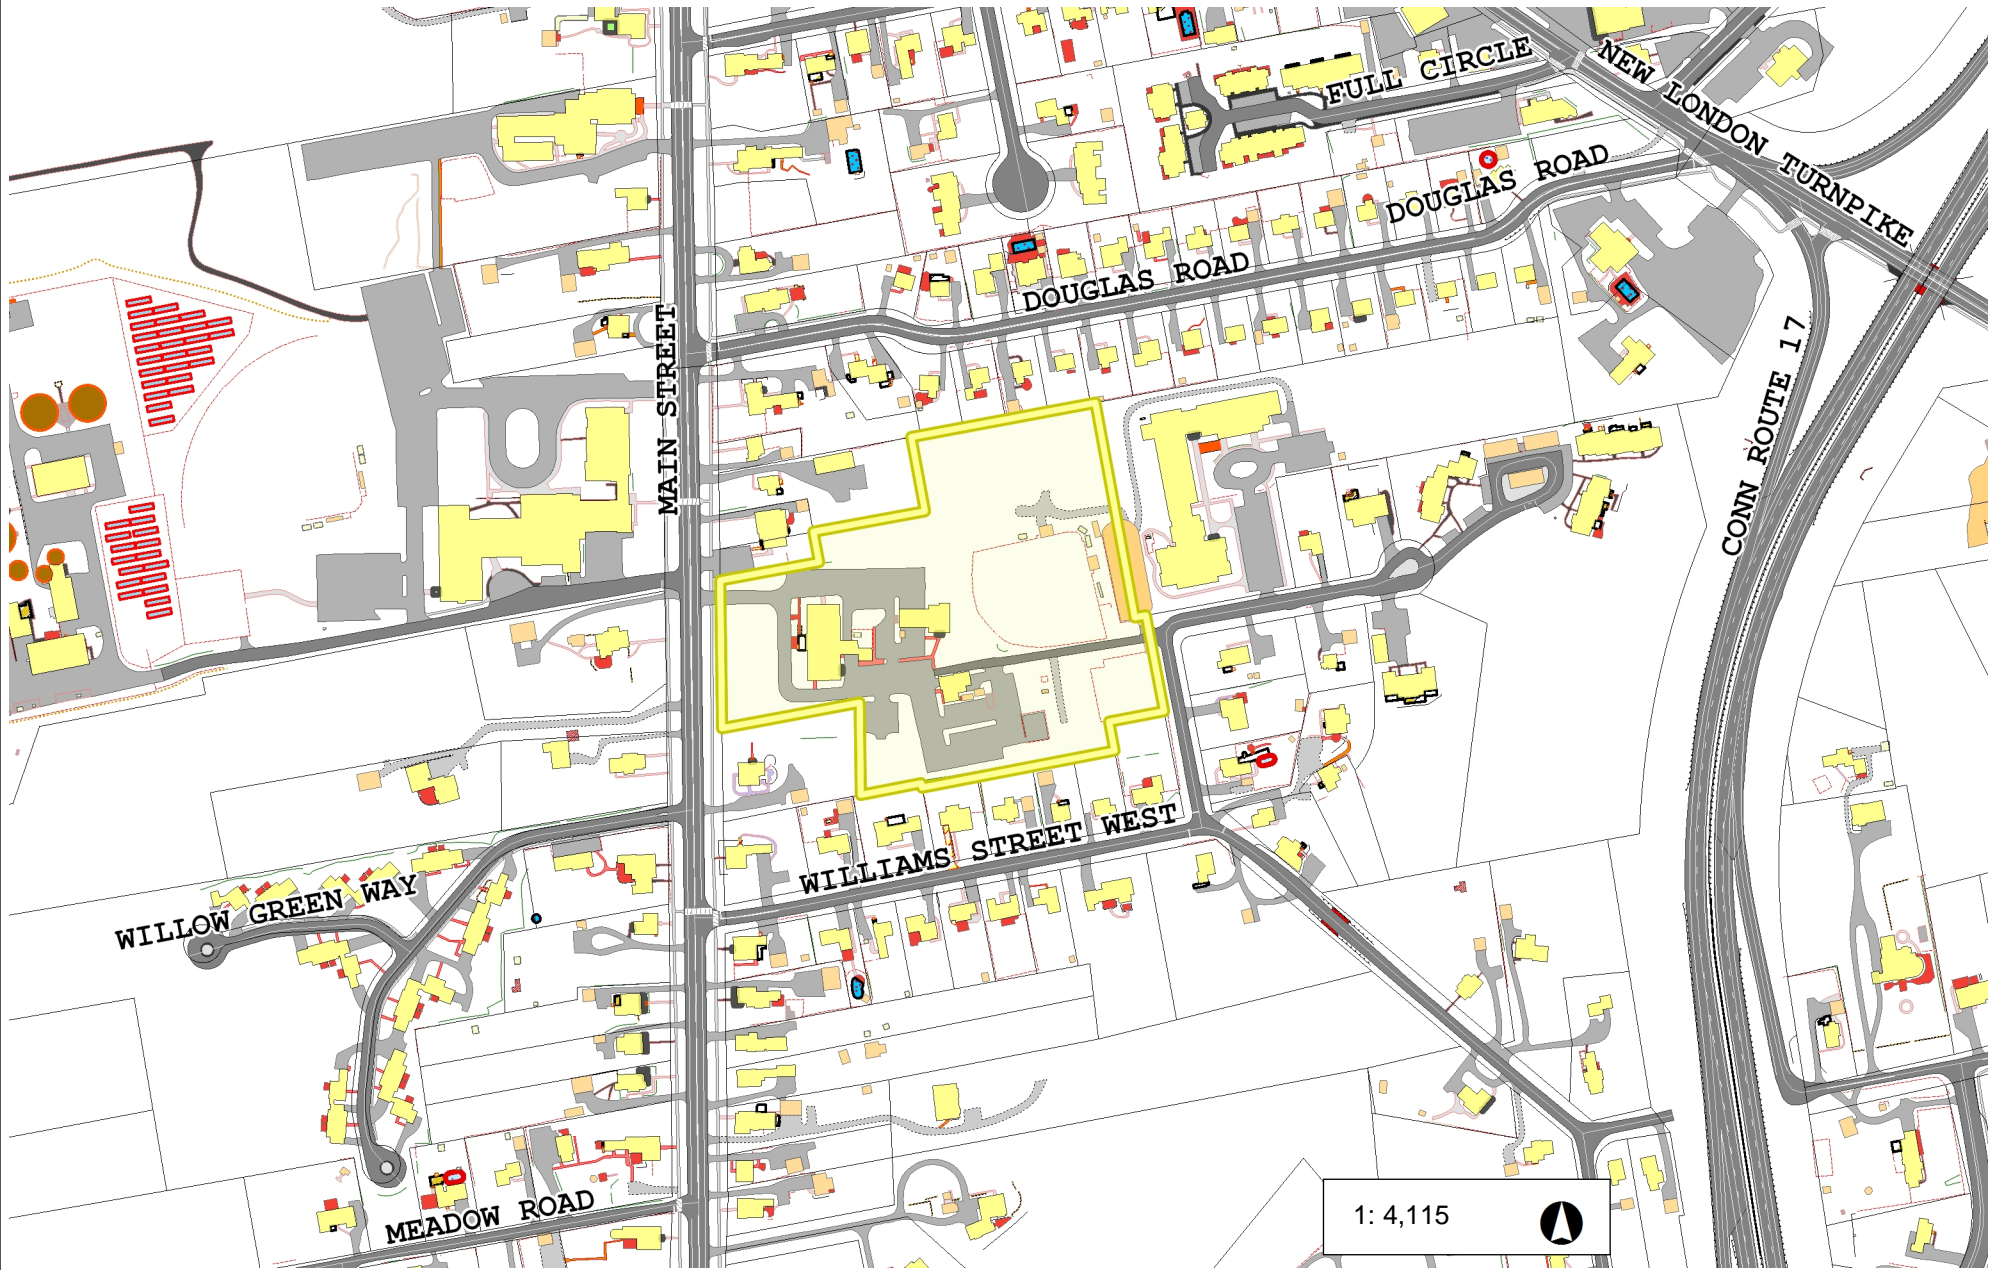 FULL CIRCLE
NEW LONDON TURNPIKE
DOUGLAS ROAD
DOUGLAS ROAD
MAIN STREET
CONN ROUTE 17
WILLIAMS STREET WEST
WILLOW GREEN WAY
MEADOW ROAD
1: 4,115